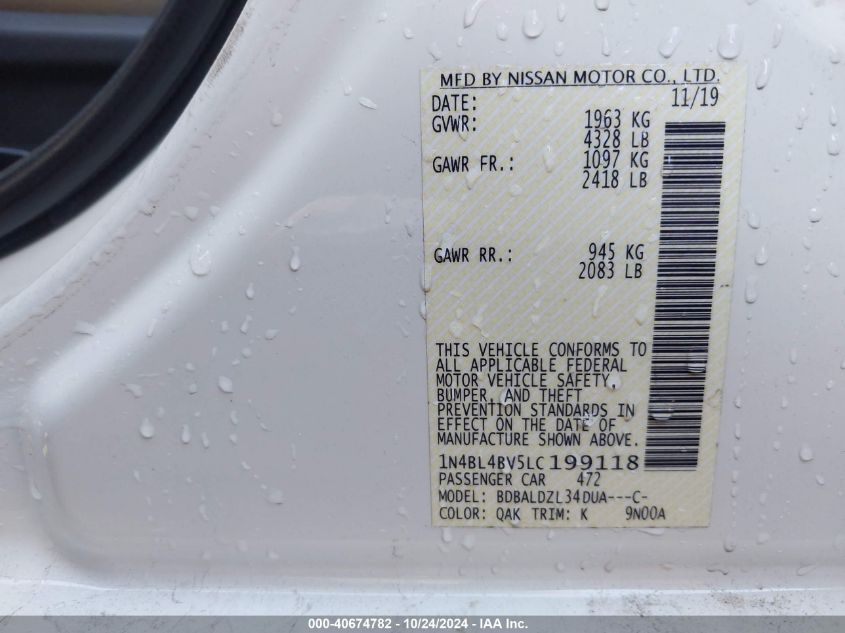 MFD BY NISSAN MOTOR CO., LTD.
DATE: 11/19
GVWR: 1963 KG
4328 LB
GAWR FR.: 1097 KG
2418 LB
GAWR RR.: 945 KG
2083 LB
THIS VEHICLE CONFORMS TO
ALL APPLICABLE FEDERAL
MOTOR VEHICLE SAFETY,
BUMPER, AND THEFT
PREVENTION STANDARDS IN
EFFECT ON THE DATE OF
MANUFACTURE SHOWN ABOVE.
1N4BL4BV5LC199118
PASSENGER CAR 472
MODEL: BDBALDZL34DUA---C-
COLOR: QAK TRIM: K 9N00A
000-40674782 - 10/24/2024 - IAA Inc.